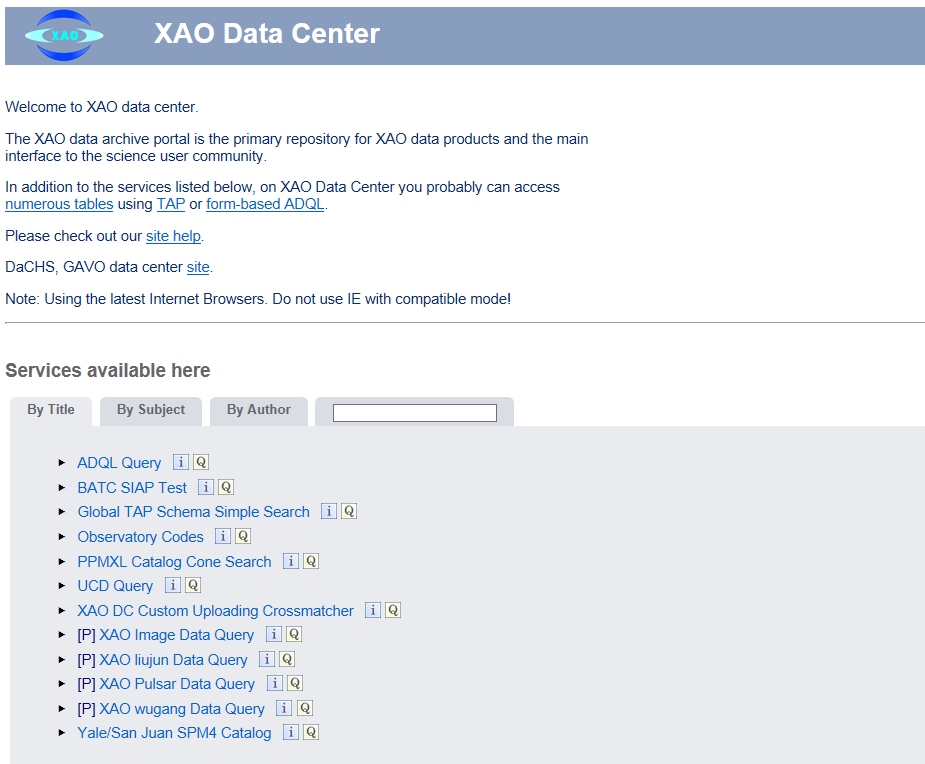 XAO
XAO Data Center
Welcome to XAO data center.
The XAO data archive portal is the primary repository for XAO data products and the main
interface to the science user community.
In addition to the services listed below, on XAO Data Center you probably can access
numerous tables using TAP or form-based ADQL.
Please check out our site help.
DaCHS, GAVO data center site.
Note: Using the latest Internet Browsers. Do not use IE with compatible mode!
Services available here
By Title By Subject By Author
ADQL Query i Q
BATC SIAP Test i Q
Global TAP Schema Simple Search i Q
Observatory Codes i Q
PPMXL Catalog Cone Search i Q
UCD Query i Q
XAO DC Custom Uploading Crossmatcher i Q
[P] XAO Image Data Query i Q
[P] XAO liujun Data Query i Q
[P] XAO Pulsar Data Query i Q
[P] XAO wugang Data Query i Q
Yale/San Juan SPM4 Catalog i Q